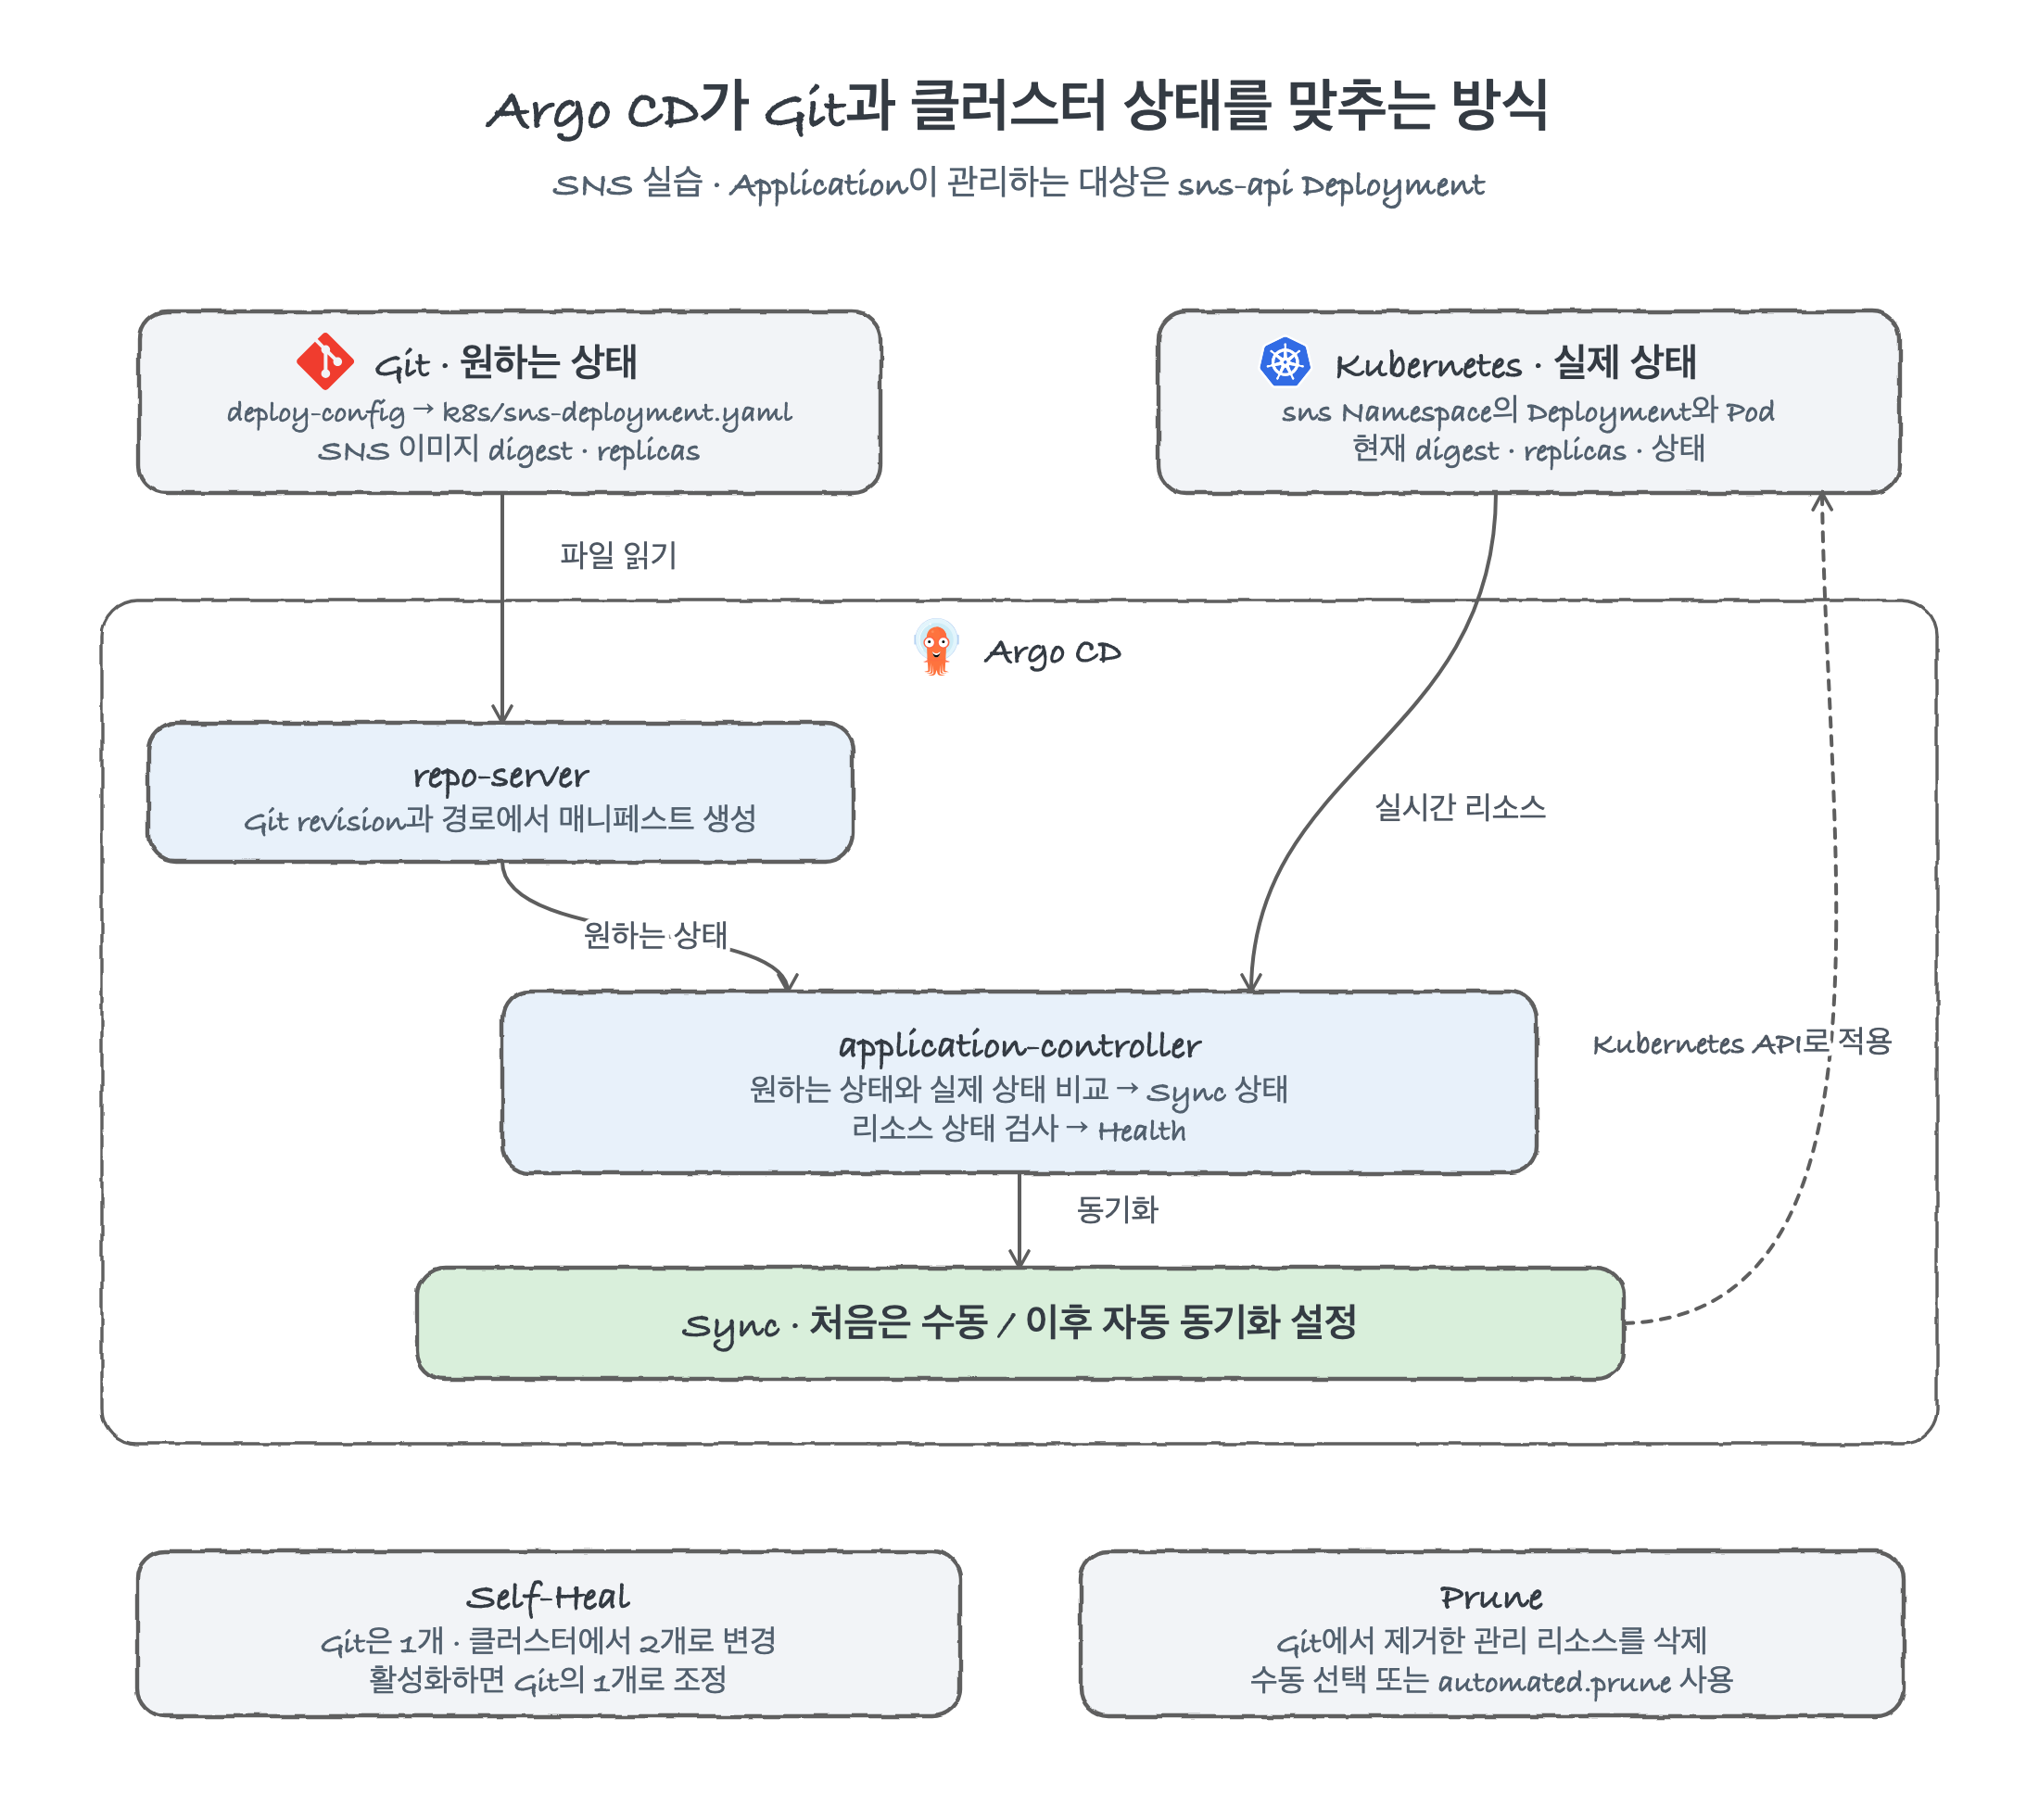 Argo CD가 Git과 클러스터 상태를 맞추는 방식
SNS 실습 · Application이 관리하는 대상은 sns-api Deployment
Git · 원하는 상태
deploy-config → k8s/sns-deployment.yaml
SNS 이미지 digest · replicas
Kubernetes · 실제 상태
sns Namespace의 Deployment와 Pod
현재 digest · replicas · 상태
파일 읽기
Argo CD
repo-server
Git revision과 경로에서 매니페스트 생성
실시간 리소스
원하는 상태
application-controller
원하는 상태와 실제 상태 비교 → Sync 상태
리소스 상태 검사 → Health
Kubernetes API로 적용
동기화
Sync · 처음은 수동 / 이후 자동 동기화 설정
Self-Heal
Git은 1개 · 클러스터에서 2개로 변경
활성화하면 Git의 1개로 조정
Prune
Git에서 제거한 관리 리소스를 삭제
수동 선택 또는 automated.prune 사용